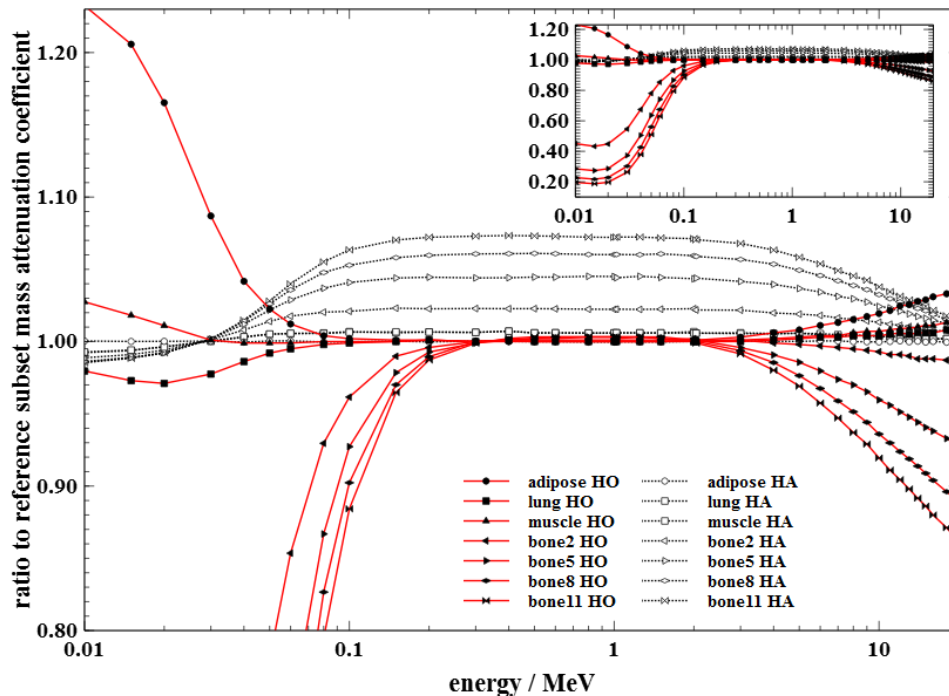 ratio to reference subset mass attenuation coefficient
1.20
1.10
1.00
0.90
0.80
0.01
0.1
1
10
energy / MeV
1.20
1.00
0.80
0.60
0.40
0.20
0.01
0.1
1
10
adipose HO
lung HO
muscle HO
bone2 HO
bone5 HO
bone8 HO
bone11 HO
adipose HA
lung HA
muscle HA
bone2 HA
bone5 HA
bone8 HA
bone11 HA